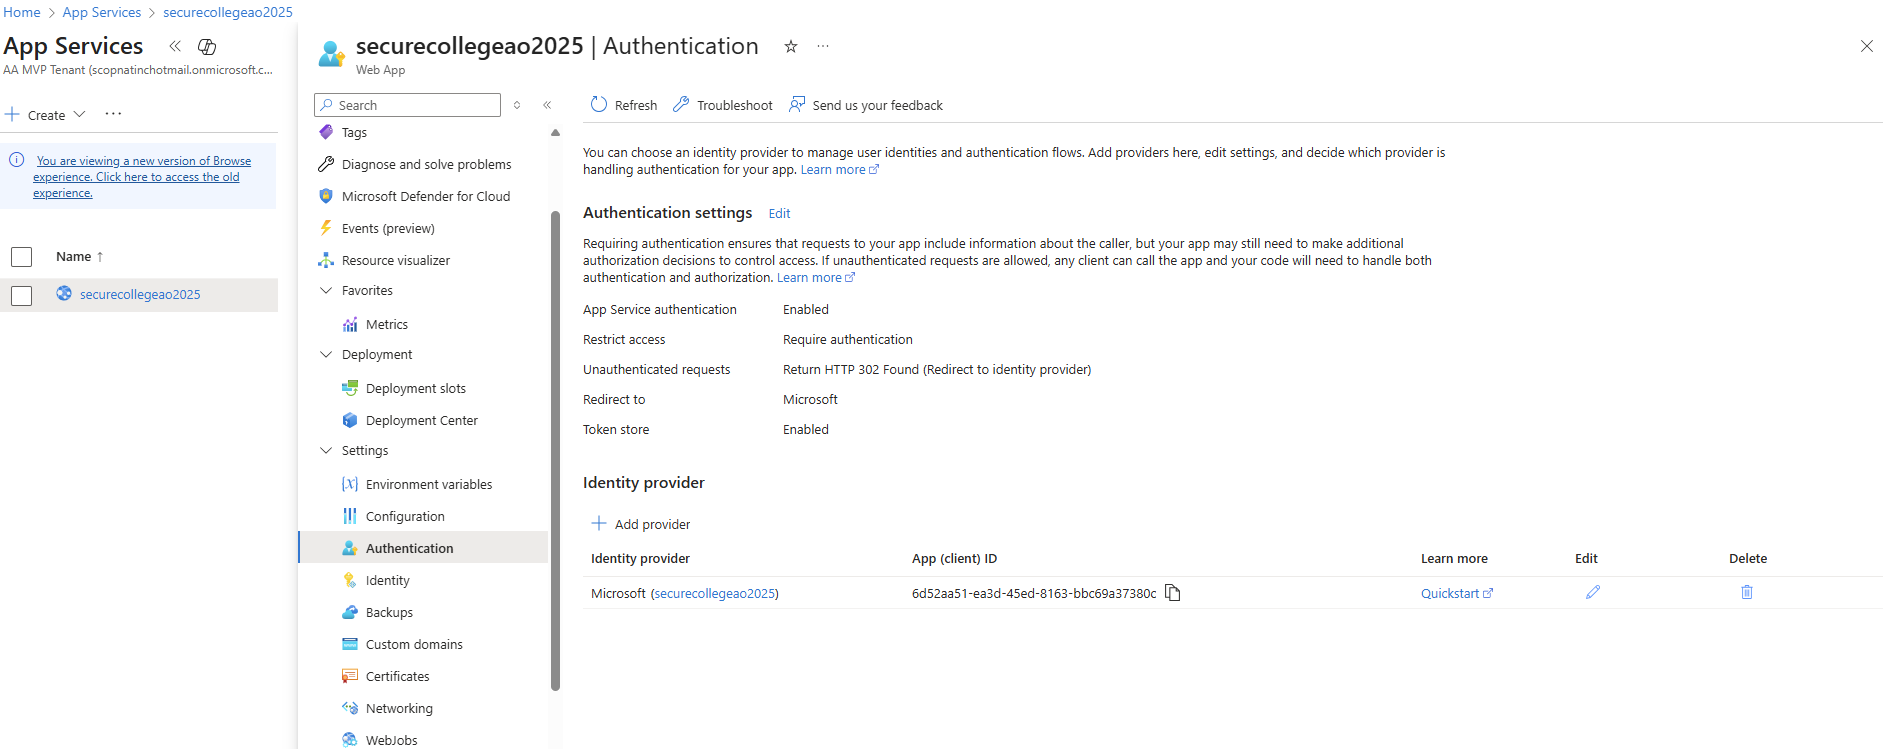 Home > App Services > securecollegeao2025
App Services
AA MVP Tenant (scopnatinchotmail.onmicrosoft.c...
Create
You are viewing a new version of Browse
experience. Click here to access the old
experience.
Name ↑
securecollegeao2025
securecollegeao2025 | Authentication
Web App
Search
Tags
Diagnose and solve problems
Microsoft Defender for Cloud
Events (preview)
Resource visualizer
Favorites
Metrics
Deployment
Deployment slots
Deployment Center
Settings
Environment variables
Configuration
Authentication
Identity
Backups
Custom domains
Certificates
Networking
WebJobs
Refresh Troubleshoot Send us your feedback
You can choose an identity provider to manage user identities and authentication flows. Add providers here, edit settings, and decide which provider is
handling authentication for your app. Learn more
Authentication settings Edit
Requiring authentication ensures that requests to your app include information about the caller, but your app may still need to make additional
authorization decisions to control access. If unauthenticated requests are allowed, any client can call the app and your code will need to handle both
authentication and authorization. Learn more
App Service authentication Enabled
Restrict access Require authentication
Unauthenticated requests Return HTTP 302 Found (Redirect to identity provider)
Redirect to Microsoft
Token store Enabled
Identity provider
Add provider
Identity provider App (client) ID Learn more Edit Delete
Microsoft (securecollegeao2025) 6d52aa51-ea3d-45ed-8163-bbc69a37380c Quickstart